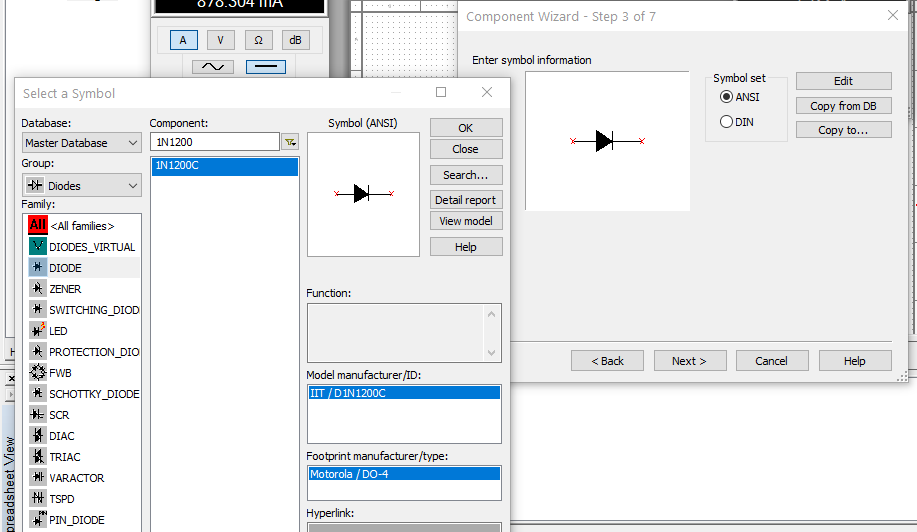 878.304 mA
A
V
Ω
dB
Select a Symbol
Database:
Master Database
Group:
Diodes
Family:
All <All families>
DIODES_VIRTUAL
DIODE
ZENER
SWITCHING_DIOD
LED
PROTECTION_DIO
FWB
SCHOTTKY_DIODE
SCR
DIAC
TRIAC
VARACTOR
TSPD
PIN_DIODE
Component:
1N1200
1N1200C
Symbol (ANSI)
OK
Close
Search...
Detail report
View model
Help
Function:
Model manufacturer/ID:
IIT / D1N1200C
Footprint manufacturer/type:
Motorola / DO-4
Hyperlink:
Component Wizard - Step 3 of 7
Enter symbol information
Symbol set
ANSI
DIN
Edit
Copy from DB
Copy to...
< Back
Next >
Cancel
Help
H
preadsheet View